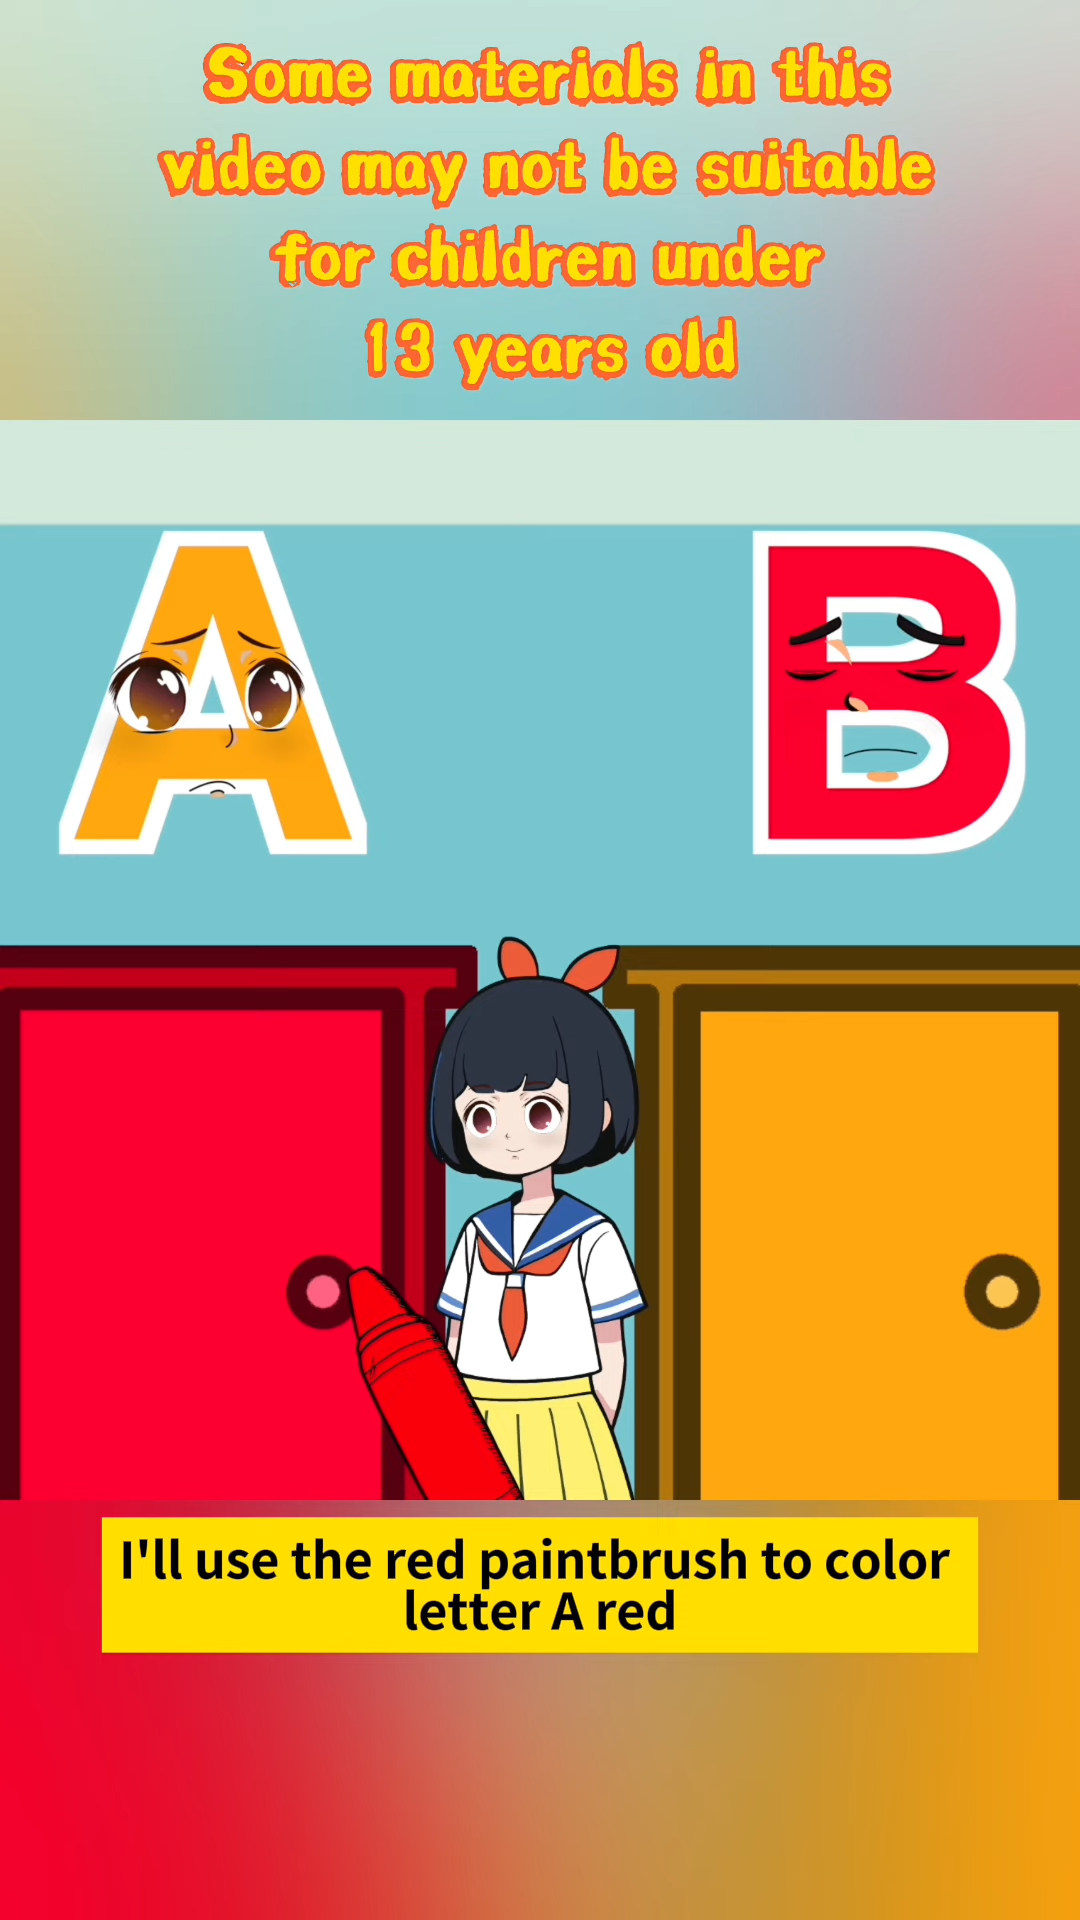 Some materials in this
video may not be suitable
for children under
13 years old
A
B
I'll use the red paintbrush to color
letter A red